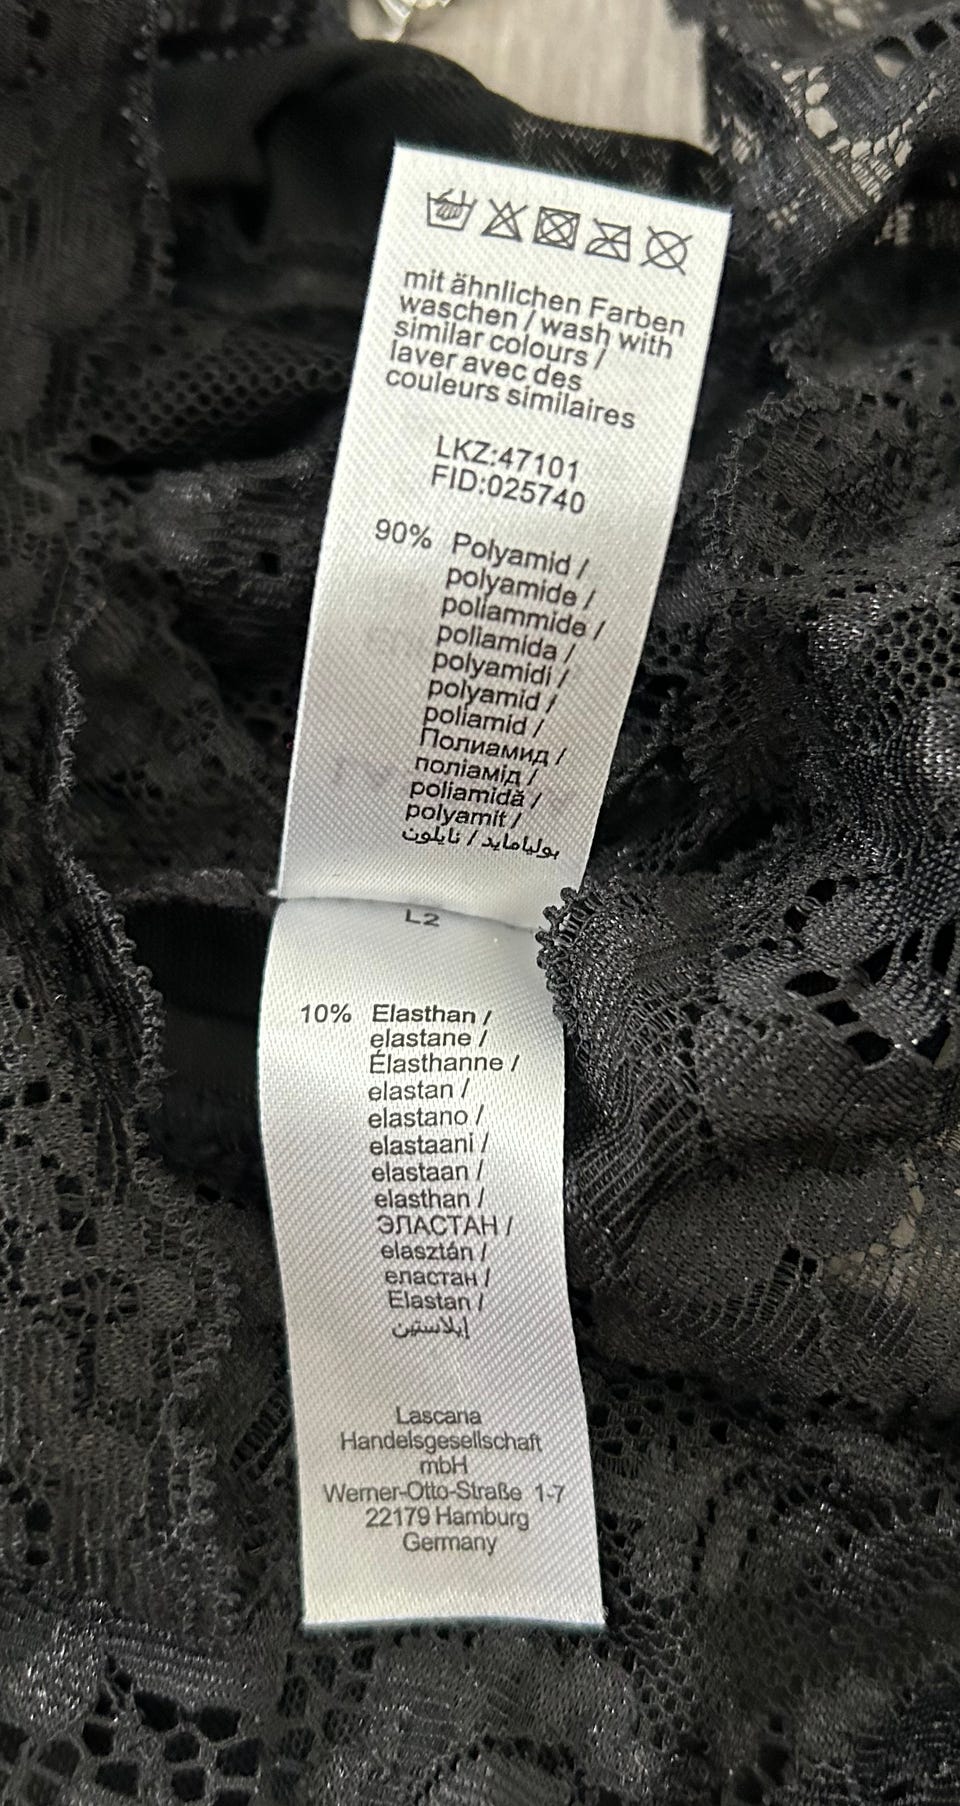 mit ähnlichen Farben
waschen / wash with
similar colours /
laver avec des
couleurs similaires
LKZ:47101
FID:025740
90% Polyamid /
polyamide /
poliammide /
poliamida /
polyamidi /
polyamid /
poliamid /
Полиамид /
поліамід /
poliamidă /
polyamit /
بوليامايد / نايلون
L2
10% Elasthan /
elastane /
Élasthanne /
elastan /
elastano /
elastaani /
elastaan /
elasthan /
ЭЛАСТАН /
elasztán /
еластан /
Elastan /
إيلاستين
Lascana
Handelsgesellschaft
mbH
Werner-Otto-Straße 1-7
22179 Hamburg
Germany